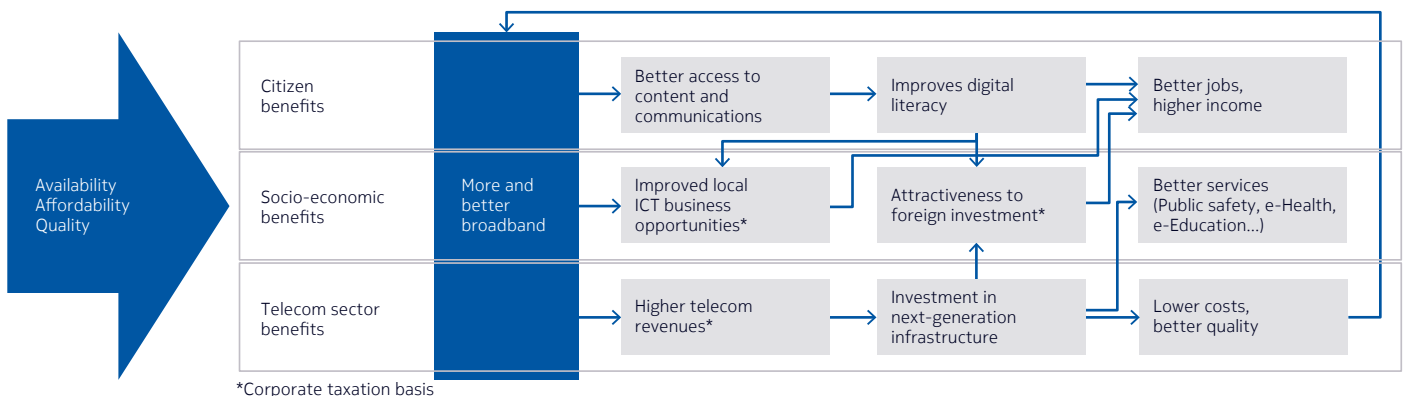 Availability
Affordability
Quality
Citizen
benefits
Socio-economic
benefits
Telecom sector
benefits
More and
better
broadband
Better access to
content and
communications
Improves digital
literacy
Better jobs,
higher income
Improved local
ICT business
opportunities*
Attractiveness to
foreign investment*
Better services
(Public safety, e-Health,
e-Education...)
Higher telecom
revenues*
Investment in
next-generation
infrastructure
Lower costs,
better quality
*Corporate taxation basis